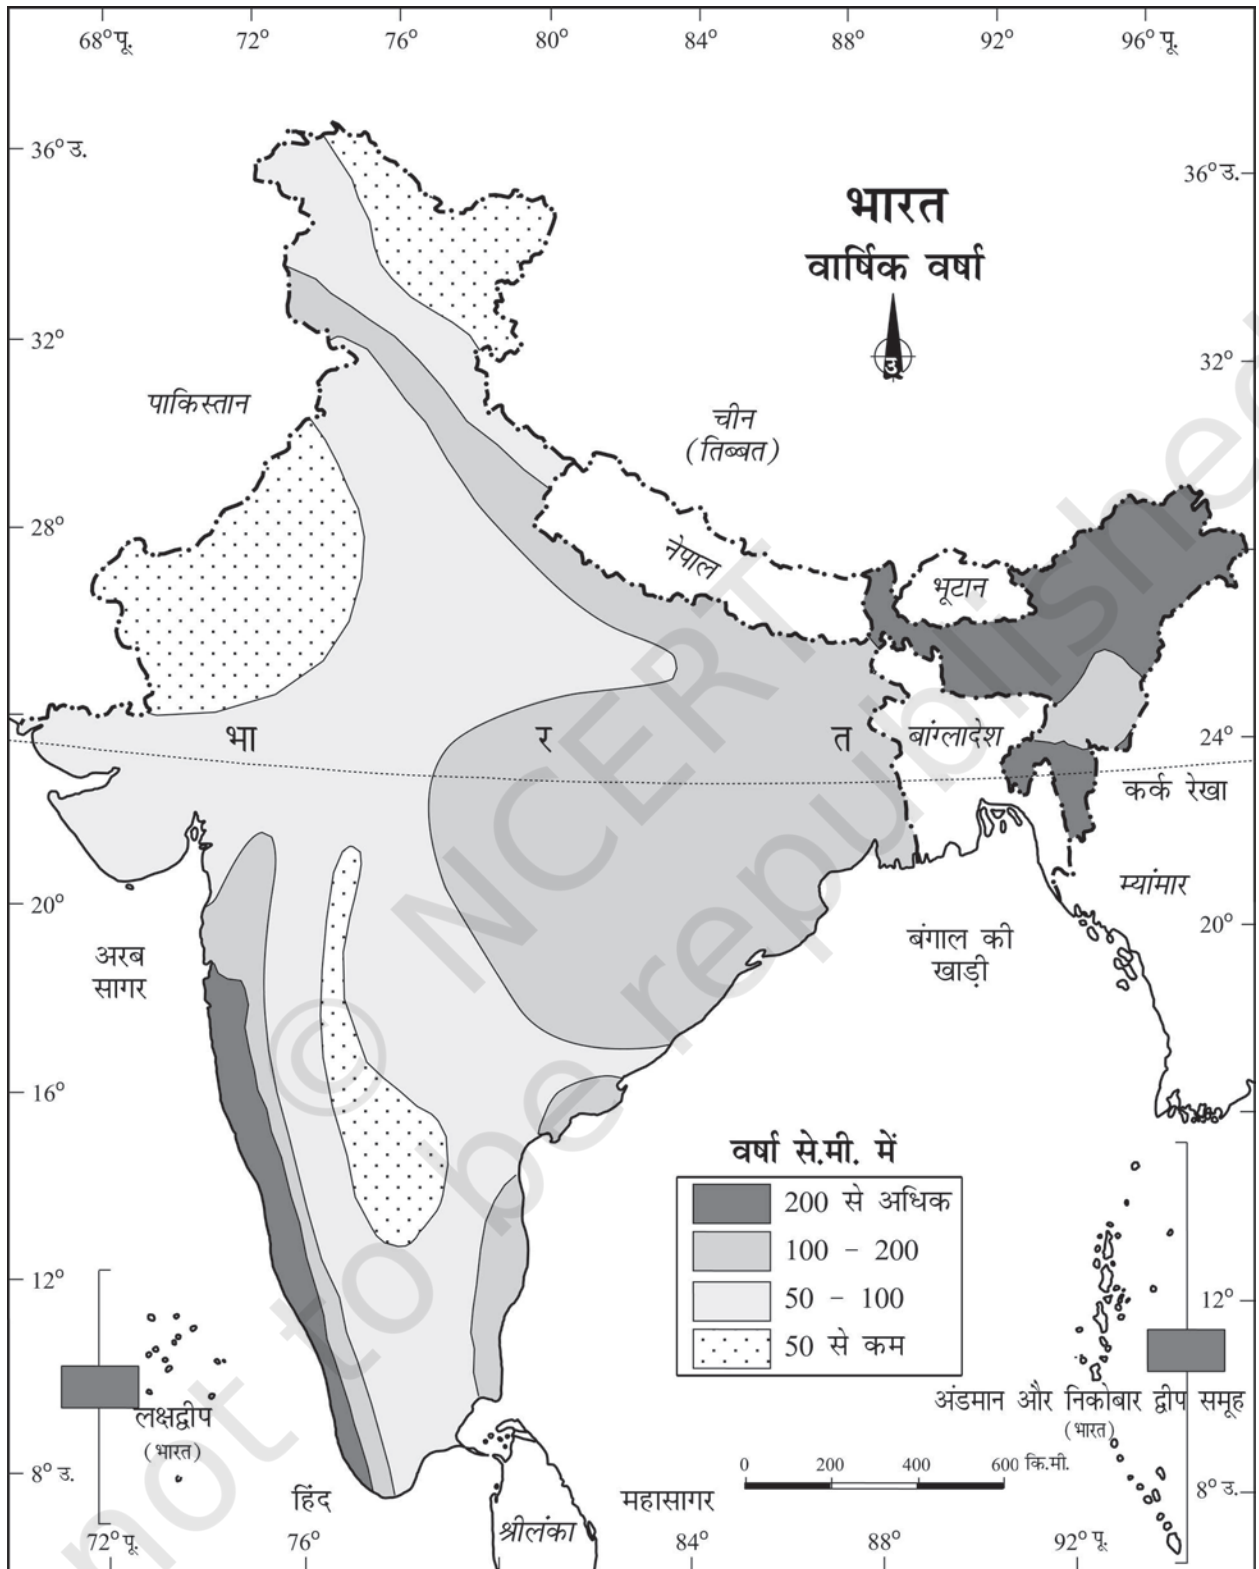 68° पू.
72°
76°
80°
84°
88°
92°
96° पू.
36° उ.
36° उ.
भारत
वार्षिक वर्षा
उ
32°
32°
पाकिस्तान
चीन
(तिब्बत)
28°
नेपाल
भूटान
भा
र
त
बांग्लादेश
24°
कर्क रेखा
म्यांमार
20°
20°
अरब
सागर
बंगाल की
खाड़ी
16°
वर्षा से.मी. में
200 से अधिक
100 - 200
50 - 100
50 से कम
12°
12°
लक्षद्वीप
(भारत)
अंडमान और निकोबार द्वीप समूह
(भारत)
0 200 400 600 कि.मी.
8° उ.
8° उ.
हिंद
महासागर
श्रीलंका
72° पू.
76°
84°
88°
92° पू.
© NCERT
not to be republished